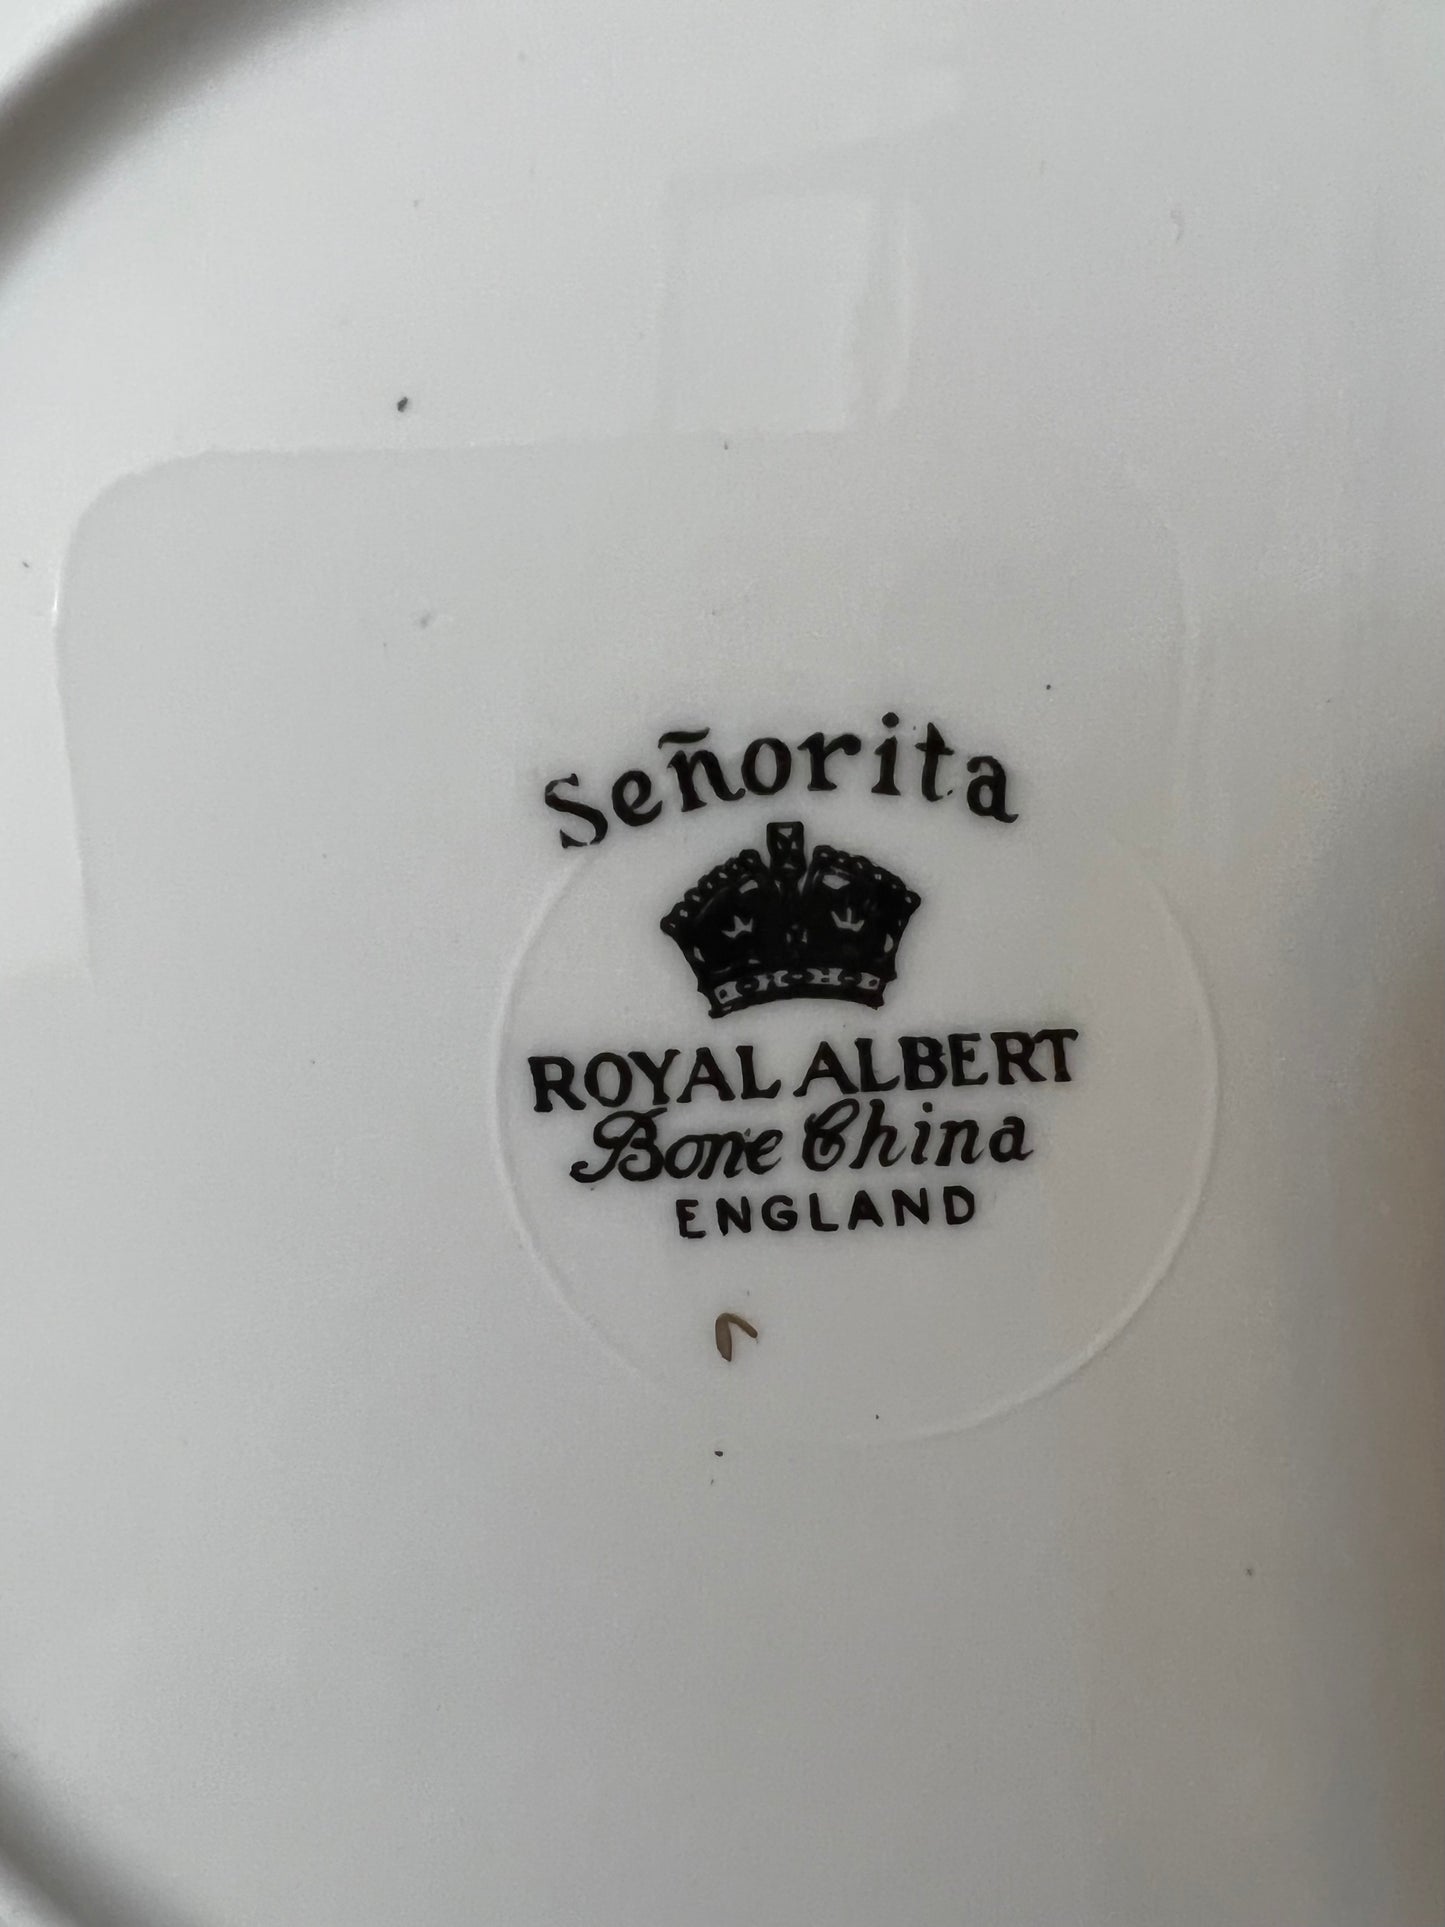 Señorita
ROYAL ALBERT
Bone China
ENGLAND